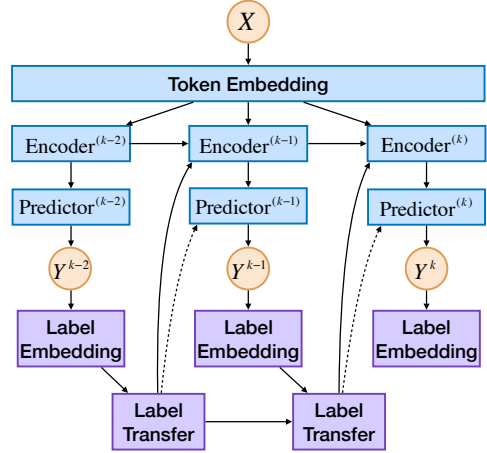 X
Token Embedding
Encoder^(k-2) Encoder^(k-1) Encoder^(k)
Predictor^(k-2) Predictor^(k-1) Predictor^(k)
Y^k-2 Y^k-1 Y^k
Label Label Label
Embedding Embedding Embedding
Label Label
Transfer Transfer